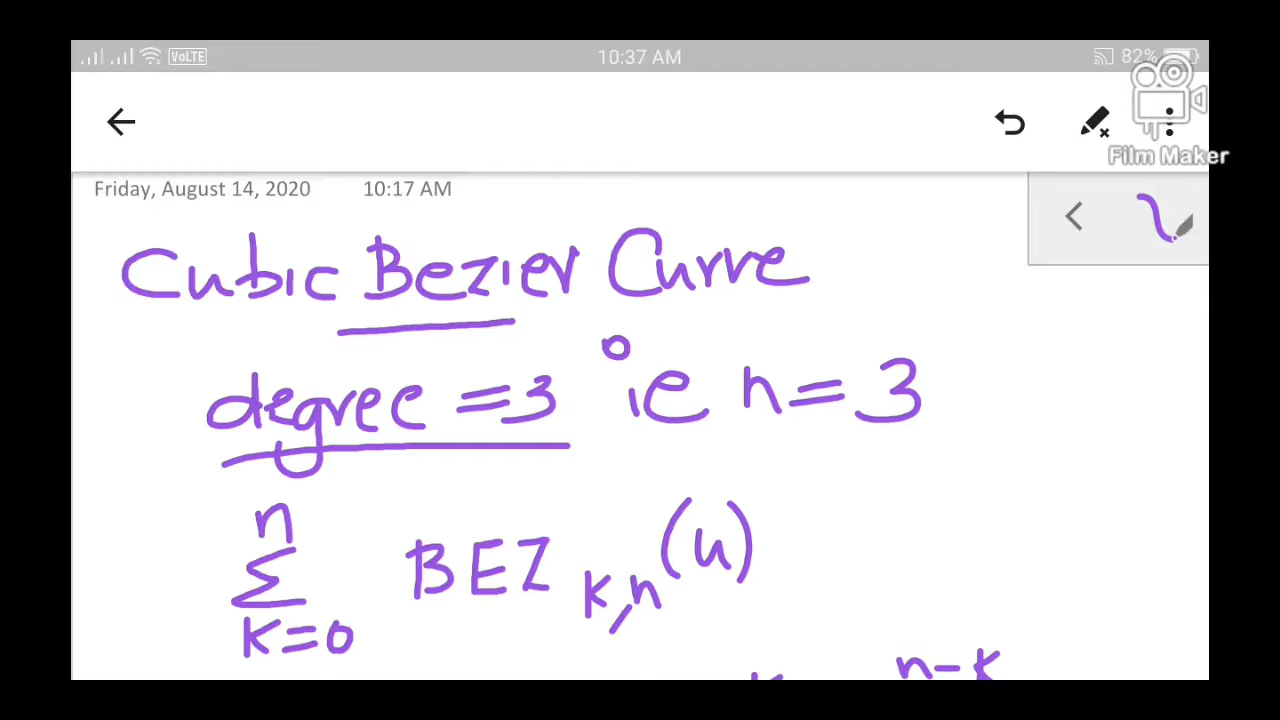 VoLTE 10:37 AM 82%
Film Maker
Friday, August 14, 2020 10:17 AM
Cubic Bezier Curve
degree = 3 ie n = 3
n
Σ BEZ k,n (u)
k=0
n-k